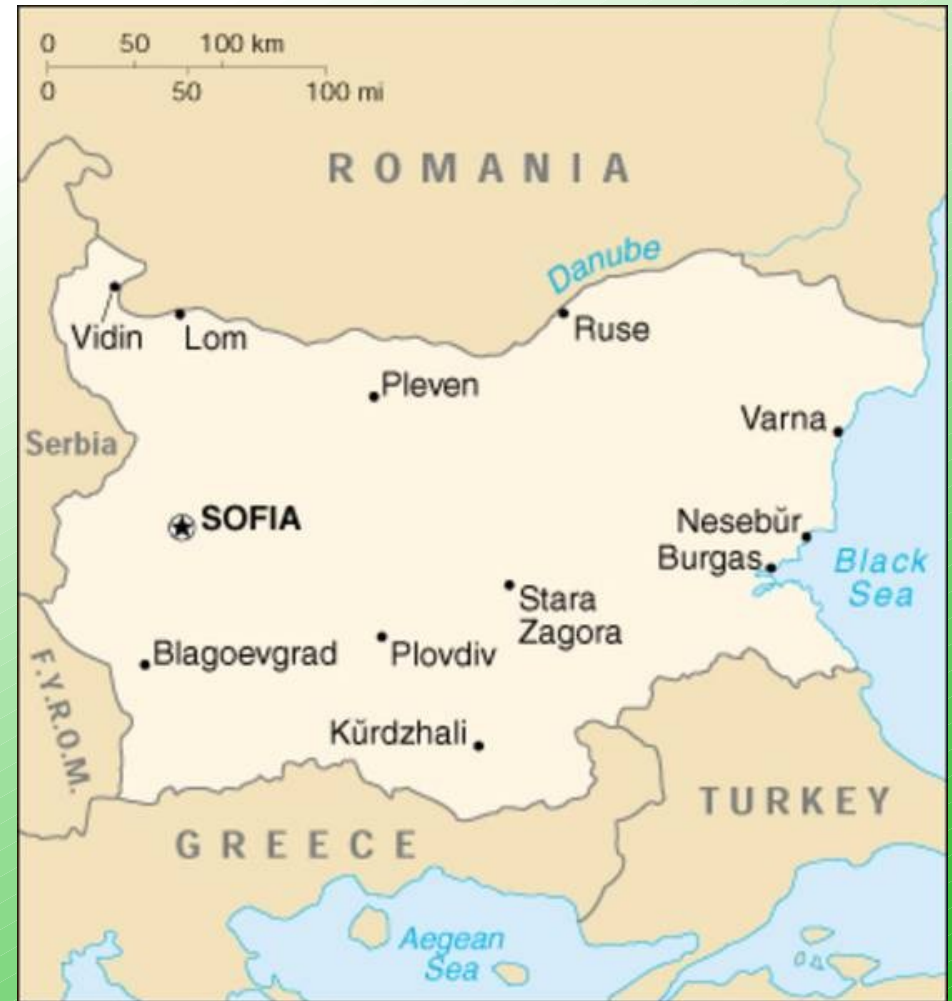 0 50 100 km
0 50 100 mi
ROMANIA
Danube
Ruse
Vidin
Lom
Pleven
Varna
Serbia
SOFIA
Nesebŭr
Burgas
Black
Sea
Stara
Zagora
Blagoevgrad
Plovdiv
F.Y.R.O.M.
Kŭrdzhali
TURKEY
GREECE
Aegean
Sea